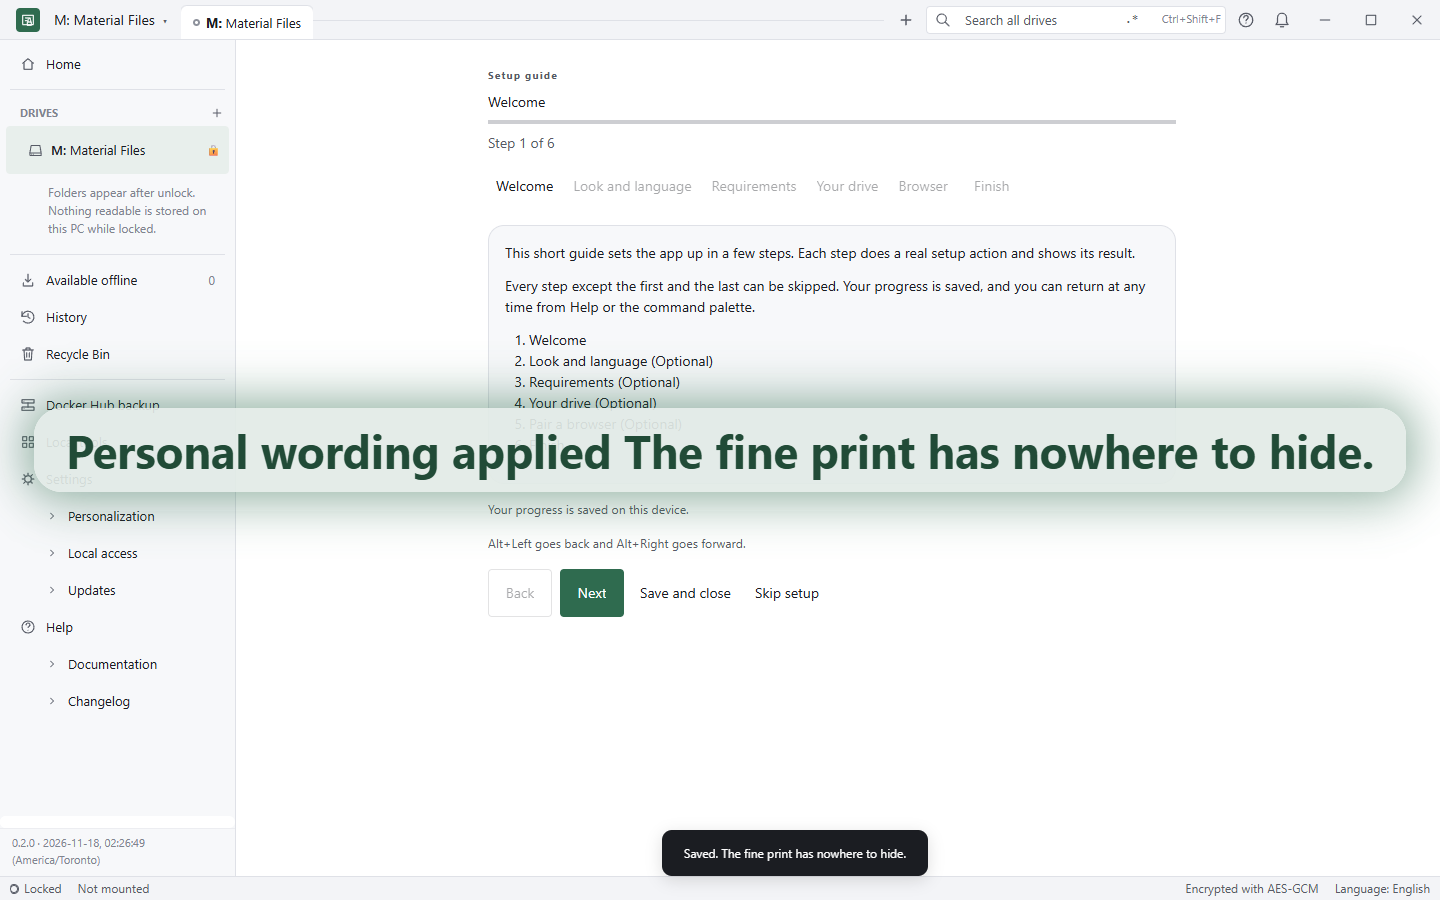 M: Material Files
M: Material Files
Search all drives
.*
Ctrl+Shift+F
Home
DRIVES
M: Material Files
Folders appear after unlock.
Nothing readable is stored on
this PC while locked.
Available offline
0
History
Recycle Bin
Docker Hub backup
Settings
Personalization
Local access
Updates
Help
Documentation
Changelog
0.2.0 · 2026-11-18, 02:26:49
(America/Toronto)
Setup guide
Welcome
Step 1 of 6
Welcome
Look and language
Requirements
Your drive
Browser
Finish
This short guide sets the app up in a few steps. Each step does a real setup action and shows its result.
Every step except the first and the last can be skipped. Your progress is saved, and you can return at any
time from Help or the command palette.
1. Welcome
2. Look and language (Optional)
3. Requirements (Optional)
4. Your drive (Optional)
5. Pair a browser (Optional)
Personal wording applied The fine print has nowhere to hide.
Your progress is saved on this device.
Alt+Left goes back and Alt+Right goes forward.
Back
Next
Save and close
Skip setup
Saved. The fine print has nowhere to hide.
Locked
Not mounted
Encrypted with AES-GCM
Language: English